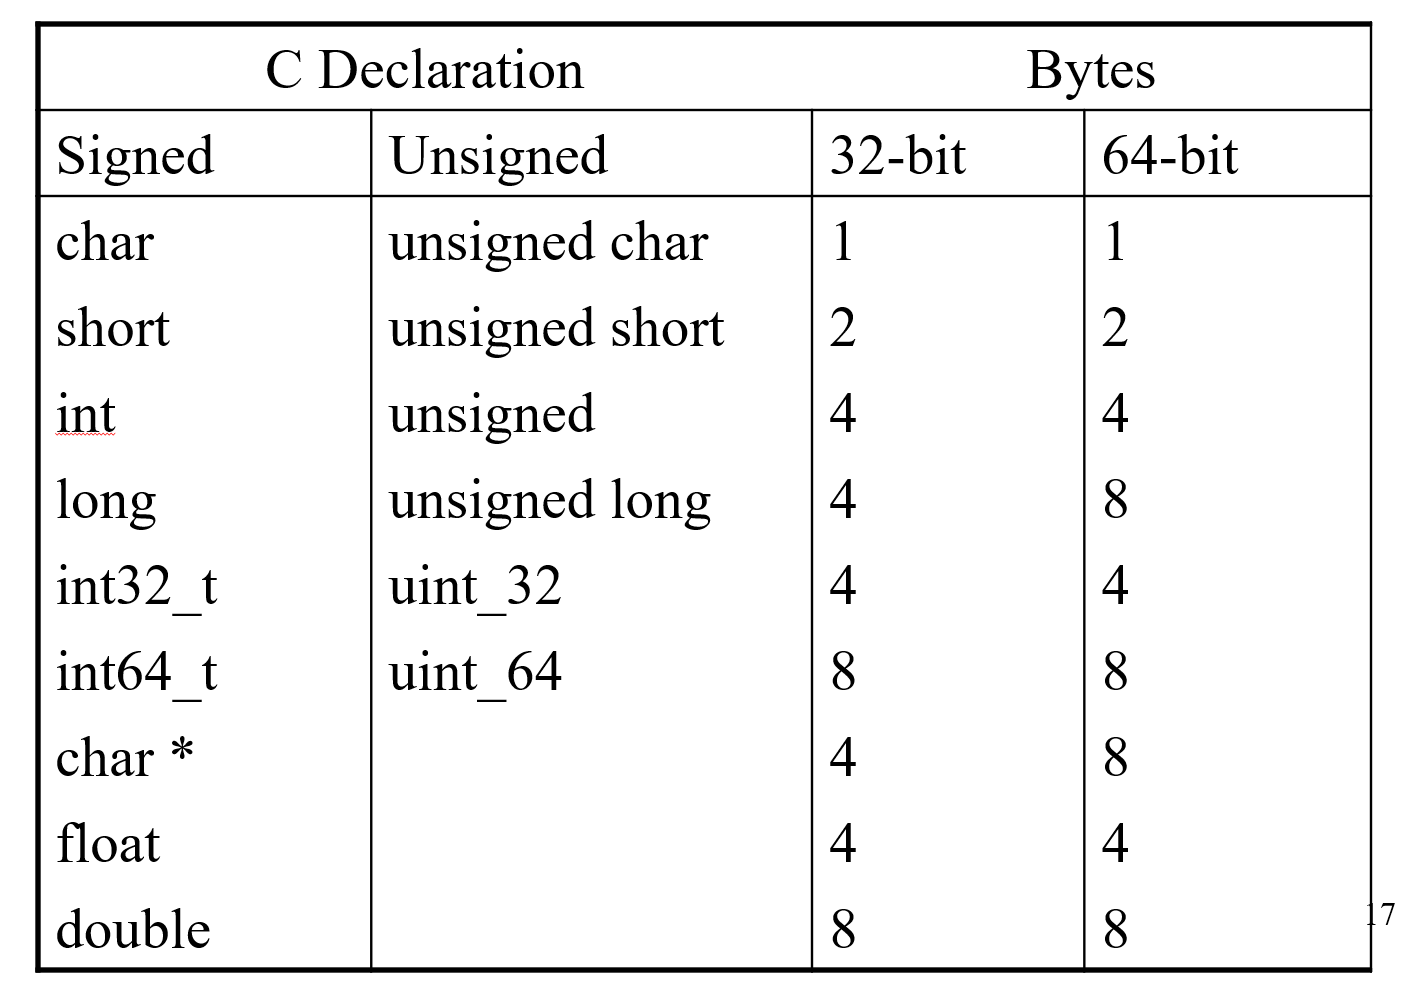 C Declaration Bytes
Signed Unsigned 32-bit 64-bit
char unsigned char 1 1
short unsigned short 2 2
int unsigned 4 4
long unsigned long 4 8
int32_t uint_32 4 4
int64_t uint_64 8 8
char * 4 8
float 4 4
double 8 8
17